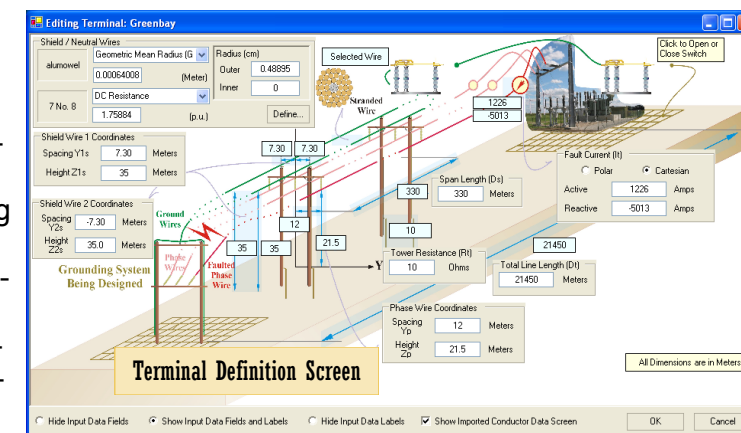 Editing Terminal: Greenbay
Shield / Neutral Wires
alumowel
Geometric Mean Radius (G
0.00064008
(Meter)
7 No. 8
DC Resistance
1.75884
(p.u.)
Radius (cm)
Outer
0.48895
Inner
0
Define...
Selected Wire
Stranded
Wire
Click to Open or
Close Switch
1226
-5013
Shield Wire 1 Coordinates
Spacing Y1s
7.30
Meters
Height Z1s
35
Meters
7.30
7.30
Fault Current (It)
Polar
Cartesian
Active
1226
Amps
Reactive
-5013
Amps
Span Length (Ds)
330
330
Meters
Shield Wire 2 Coordinates
Spacing
Y2s
-7.30
Meters
Height
Z2s
35.0
Meters
Ground
Wires
12
10
35
35
21.5
21450
Phase
Wires
Faulted
Phase
Wire
Grounding System
Being Designed
Y
Tower Resistance (Rt)
10
Ohms
Total Line Length (Dt)
21450
Meters
Phase Wire Coordinates
Spacing
Yp
12
Meters
Height
Zp
21.5
Meters
Terminal Definition Screen
All Dimensions are in Meters
Hide Input Data Fields
Show Input Data Fields and Labels
Hide Input Data Labels
Show Imported Conductor Data Screen
OK
Cancel